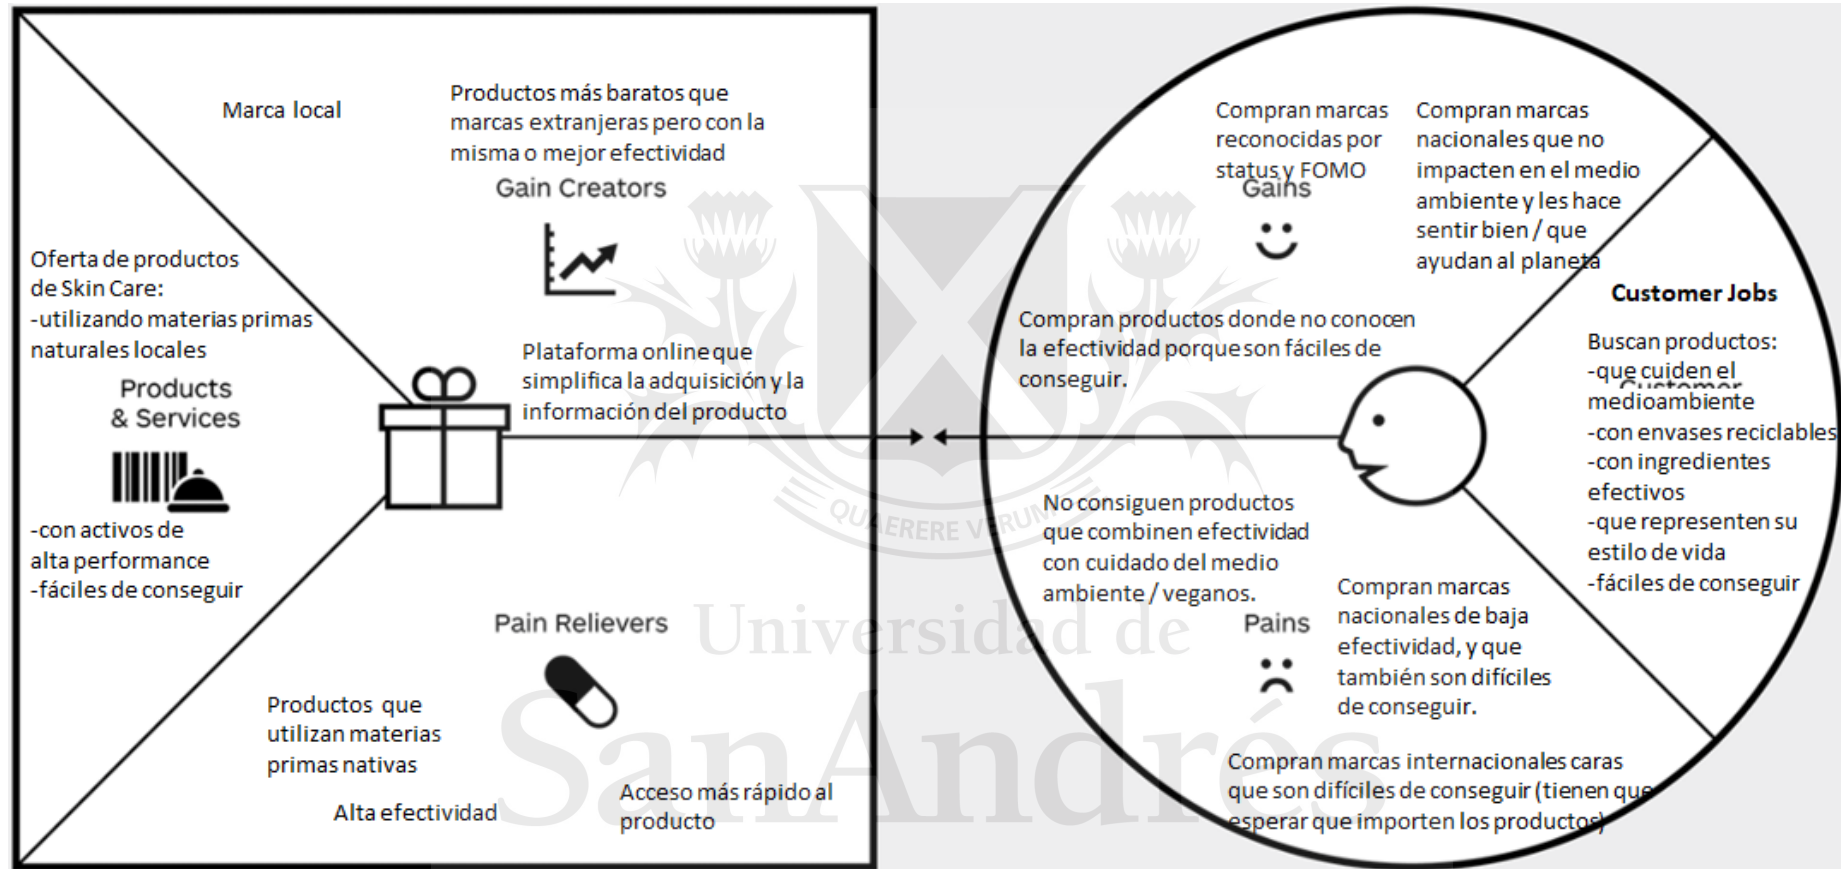 Marca local
Productos más baratos que
marcas extranjeras pero con la
misma o mejor efectividad
Gain Creators
Oferta de productos
de Skin Care:
-utilizando materias primas
naturales locales
Products
& Services
-con activos de
alta performance
-fáciles de conseguir
Plataforma online que
simplifica la adquisición y la
información del producto
Pain Relievers
Productos que
utilizan materias
primas nativas
Alta efectividad
Acceso más rápido al
producto
Compran marcas
reconocidas por
status y FOMO
Gains
Compran marcas
nacionales que no
impacten en el medio
ambiente y les hace
sentir bien / que
ayudan al planeta
Compran productos donde no conocen
la efectividad porque son fáciles de
conseguir.
Customer Jobs
Buscan productos:
-que cuiden el
Customer
medioambiente
-con envases reciclables
-con ingredientes
efectivos
-que representen su
estilo de vida
-fáciles de conseguir
No consiguen productos
que combinen efectividad
con cuidado del medio
ambiente / veganos.
Pains
Compran marcas
nacionales de baja
efectividad, y que
también son difíciles
de conseguir.
Compran marcas internacionales caras
que son difíciles de conseguir (tienen que
esperar que importen los productos)
QUAERERE VERUM
Universidad de
SanAndrés